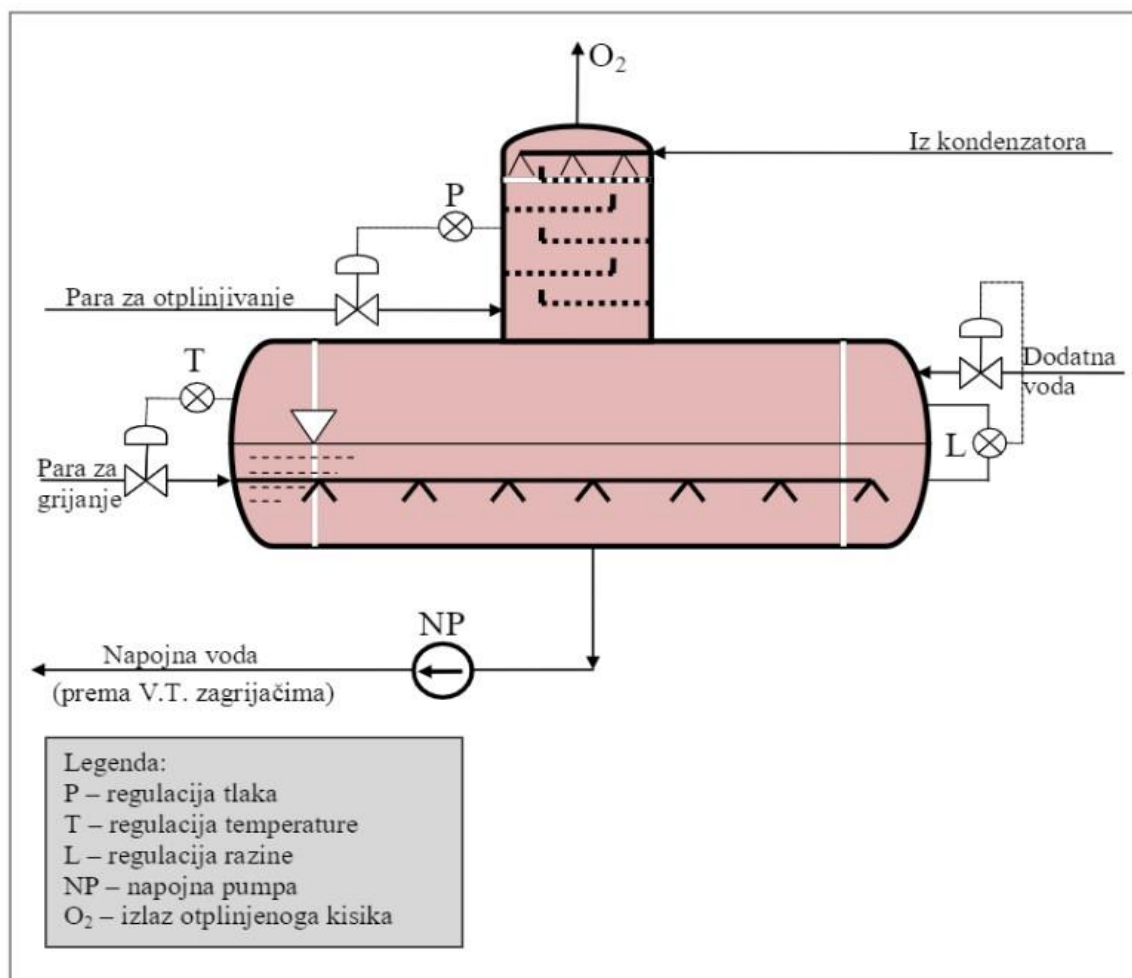 O₂
Iz kondenzatora
P
Para za otplinjivanje
T
Dodatna
voda
L
Para za
grijanje
NP
Napojna voda
(prema V.T. zagrijačima)
Legenda:
P – regulacija tlaka
T – regulacija temperature
L – regulacija razine
NP – napojna pumpa
O₂ – izlaz otplinjenoga kisika